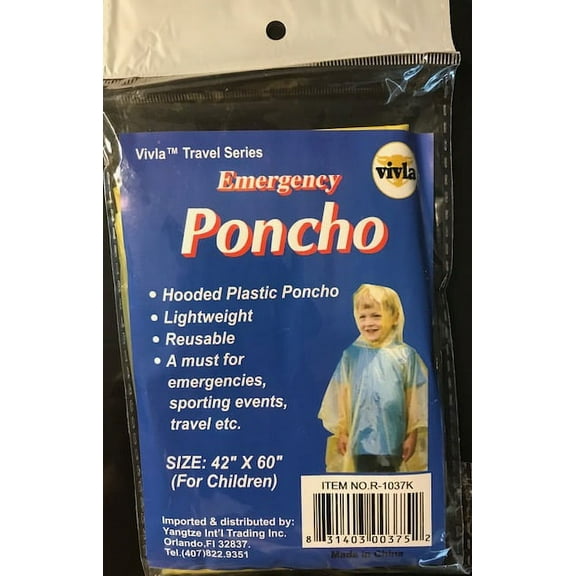 Vivla™ Travel Series
vivla
Emergency
Poncho
• Hooded Plastic Poncho
• Lightweight
• Reusable
• A must for
emergencies,
sporting events,
travel etc.
SIZE: 42" X 60"
(For Children)
Imported & distributed by:
Yangtze Int'l Trading Inc.
Orlando,Fl 32837.
Tel.(407)822.9351
ITEM NO.R-1037K
8 31403 00375 2
Made in China